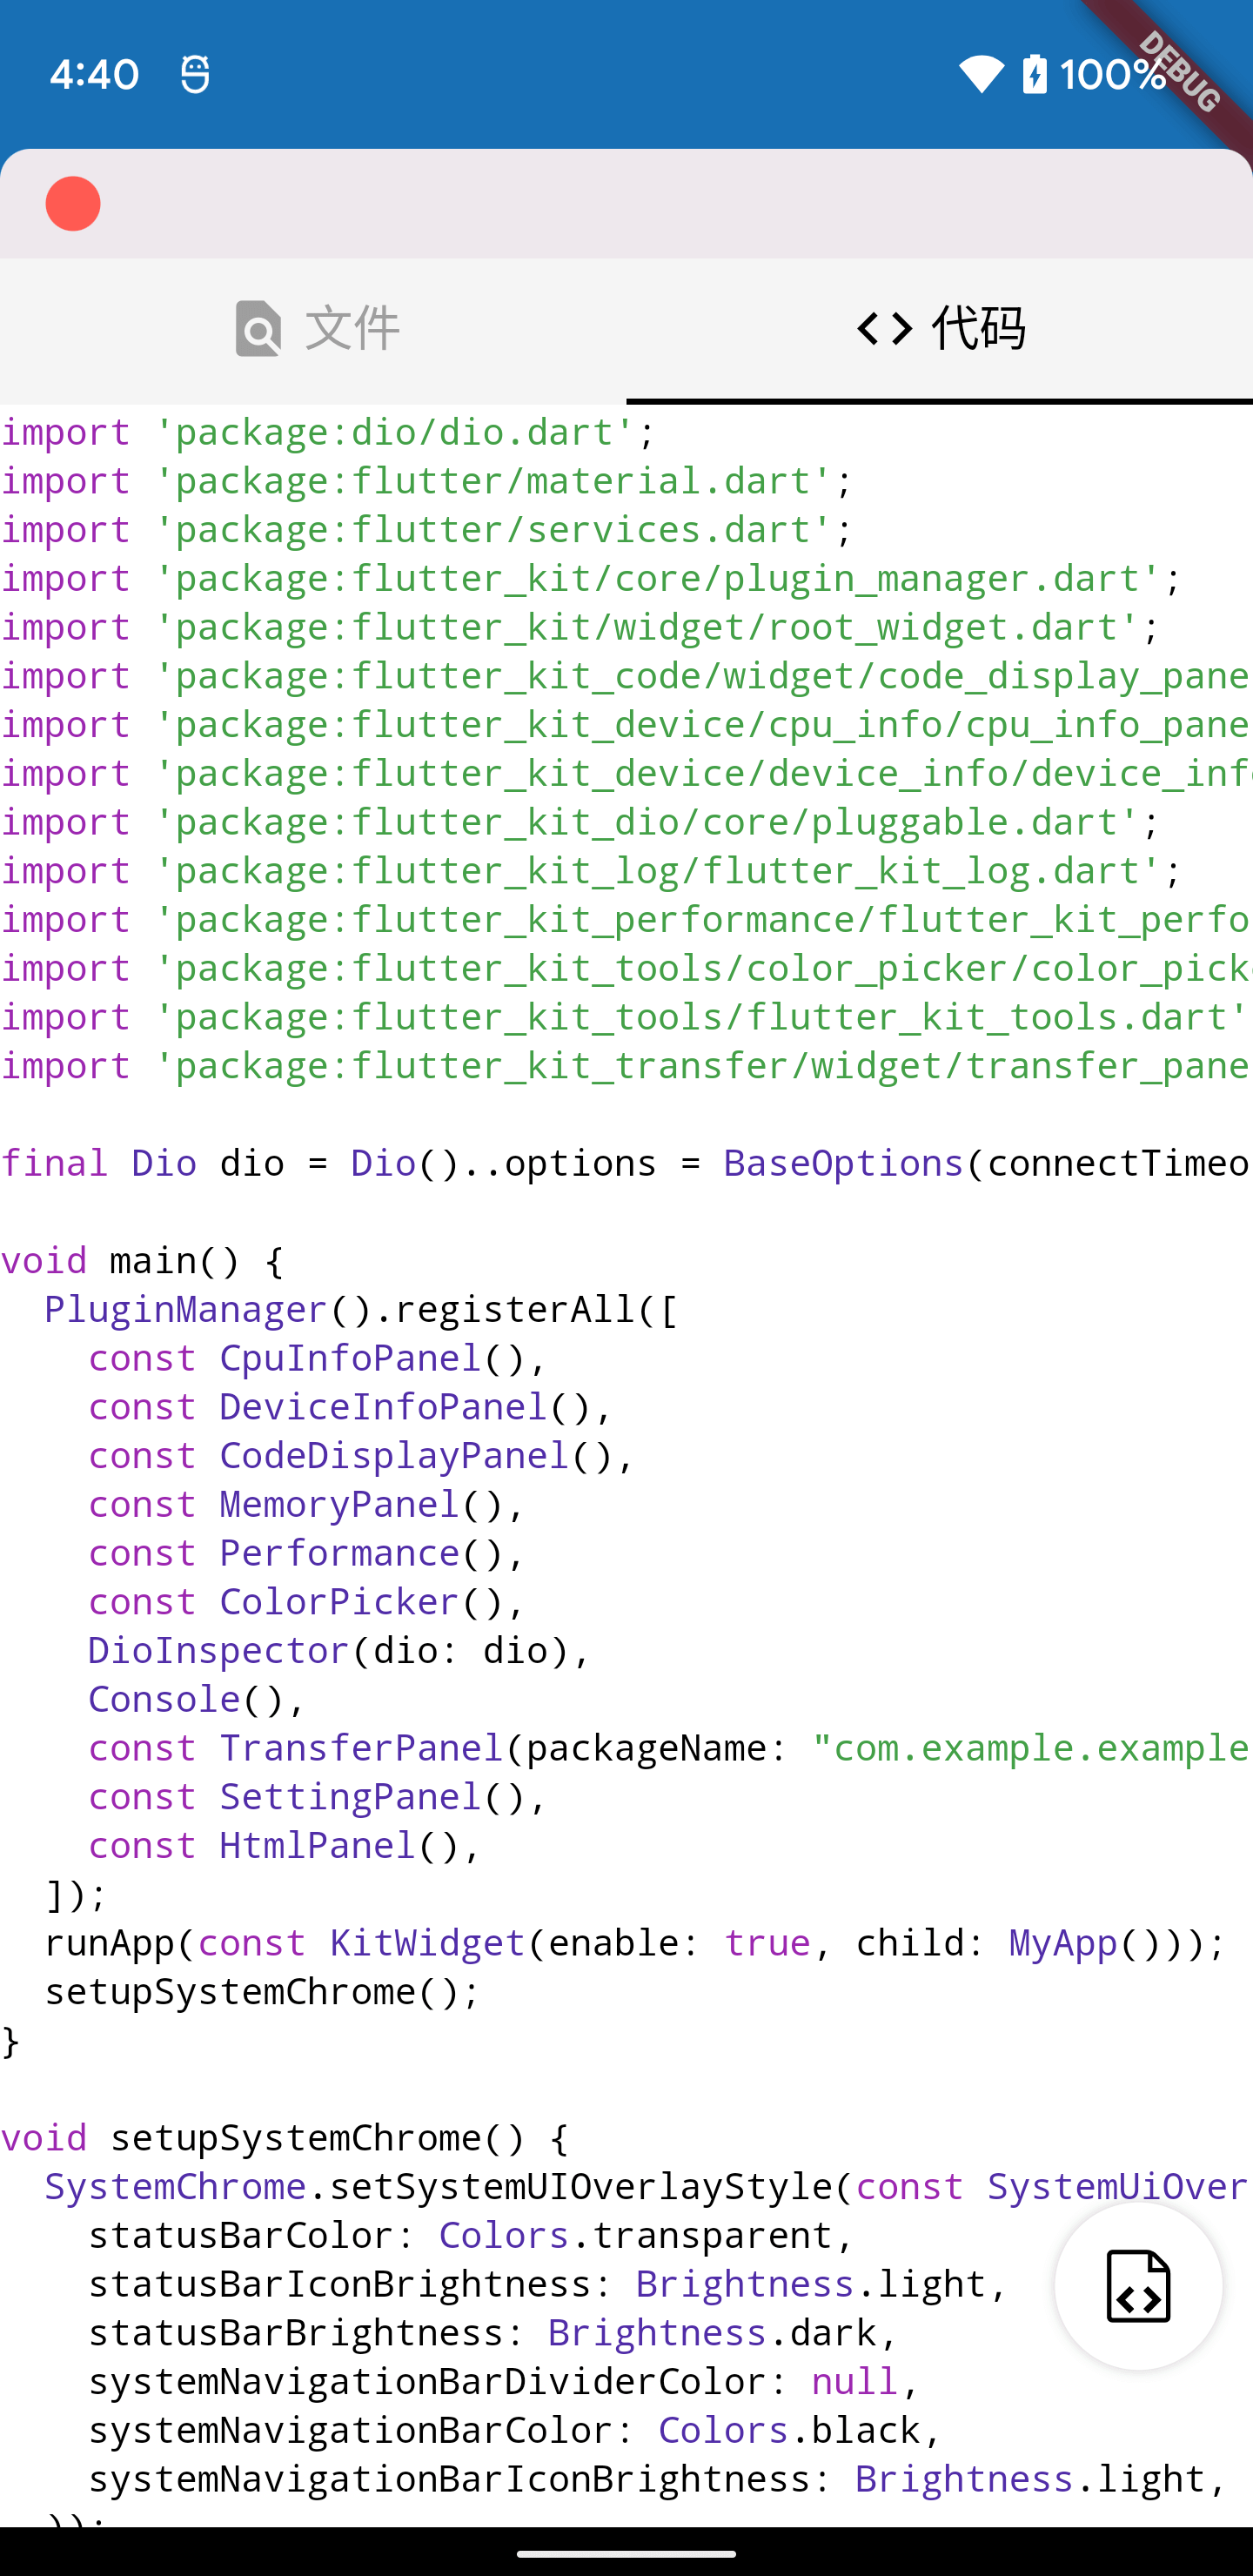 4:40
100%
DEBUG
文件
代码
import 'package:dio/dio.dart';
import 'package:flutter/material.dart';
import 'package:flutter/services.dart';
import 'package:flutter_kit/core/plugin_manager.dart';
import 'package:flutter_kit/widget/root_widget.dart';
import 'package:flutter_kit_code/widget/code_display_pane
import 'package:flutter_kit_device/cpu_info/cpu_info_pane
import 'package:flutter_kit_device/device_info/device_info
import 'package:flutter_kit_dio/core/pluggable.dart';
import 'package:flutter_kit_log/flutter_kit_log.dart';
import 'package:flutter_kit_performance/flutter_kit_perfo
import 'package:flutter_kit_tools/color_picker/color_picke
import 'package:flutter_kit_tools/flutter_kit_tools.dart'
import 'package:flutter_kit_transfer/widget/transfer_pane
final Dio dio = Dio()..options = BaseOptions(connectTimeo
void main() {
  PluginManager().registerAll([
    const CpuInfoPanel(),
    const DeviceInfoPanel(),
    const CodeDisplayPanel(),
    const MemoryPanel(),
    const Performance(),
    const ColorPicker(),
    DioInspector(dio: dio),
    Console(),
    const TransferPanel(packageName: "com.example.example
    const SettingPanel(),
    const HtmlPanel(),
  ]);
  runApp(const KitWidget(enable: true, child: MyApp()));
  setupSystemChrome();
}
void setupSystemChrome() {
  SystemChrome.setSystemUIOverlayStyle(const SystemUiOver
    statusBarColor: Colors.transparent,
    statusBarIconBrightness: Brightness.light,
    statusBarBrightness: Brightness.dark,
    systemNavigationBarDividerColor: null,
    systemNavigationBarColor: Colors.black,
    systemNavigationBarIconBrightness: Brightness.light,
  ));